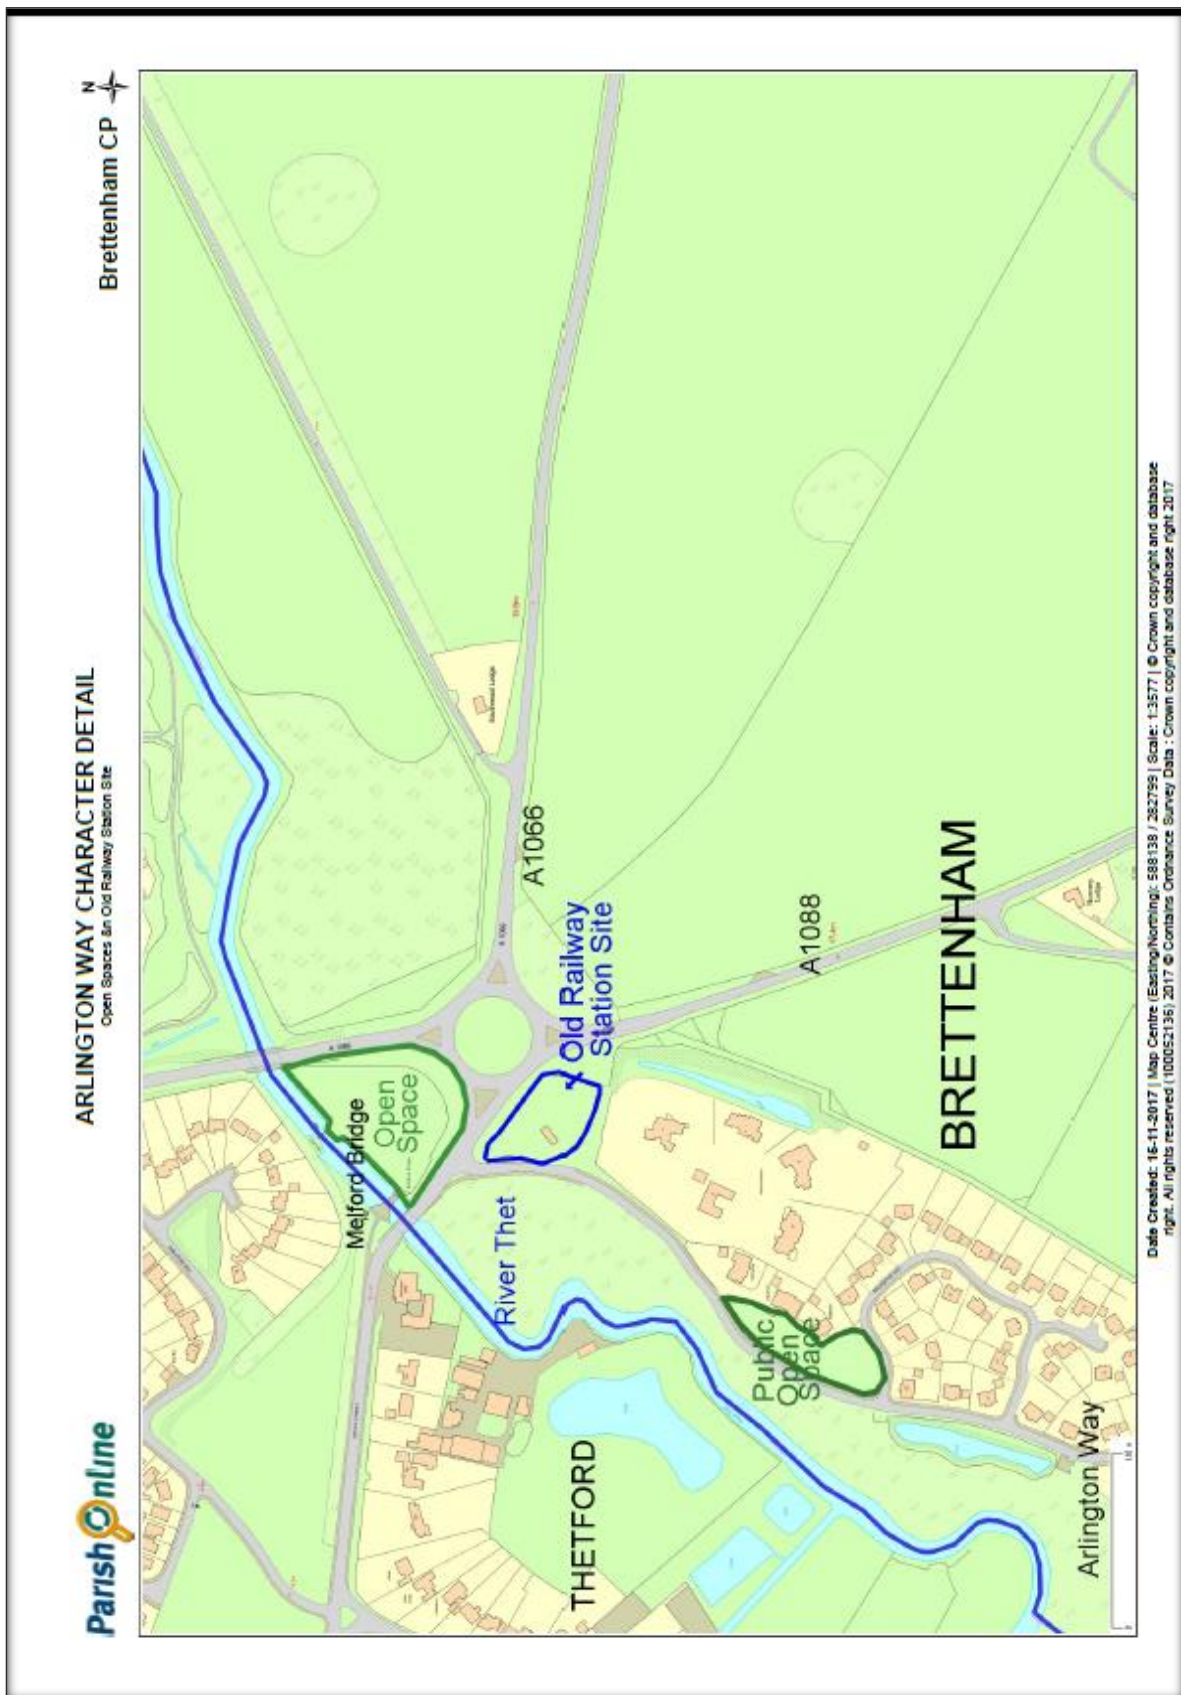 Parish Online
ARLINGTON WAY CHARACTER DETAIL
Open Spaces an Old Railway Station Site
Brettenham CP
N
Melford Bridge
Open
Space
River Thet
A1066
Old Railway
Station Site
A1088
THETFORD
Public
Open
Space
BRETTENHAM
Arlington Way
Date Created: 16-11-2017 | Map Centre (Easting/Northing): 588138 / 282799 | Scale: 1:3577 | © Crown copyright and database
right. All rights reserved (100052136) 2017 © Contains Ordnance Survey Data : Crown copyright and database right 2017